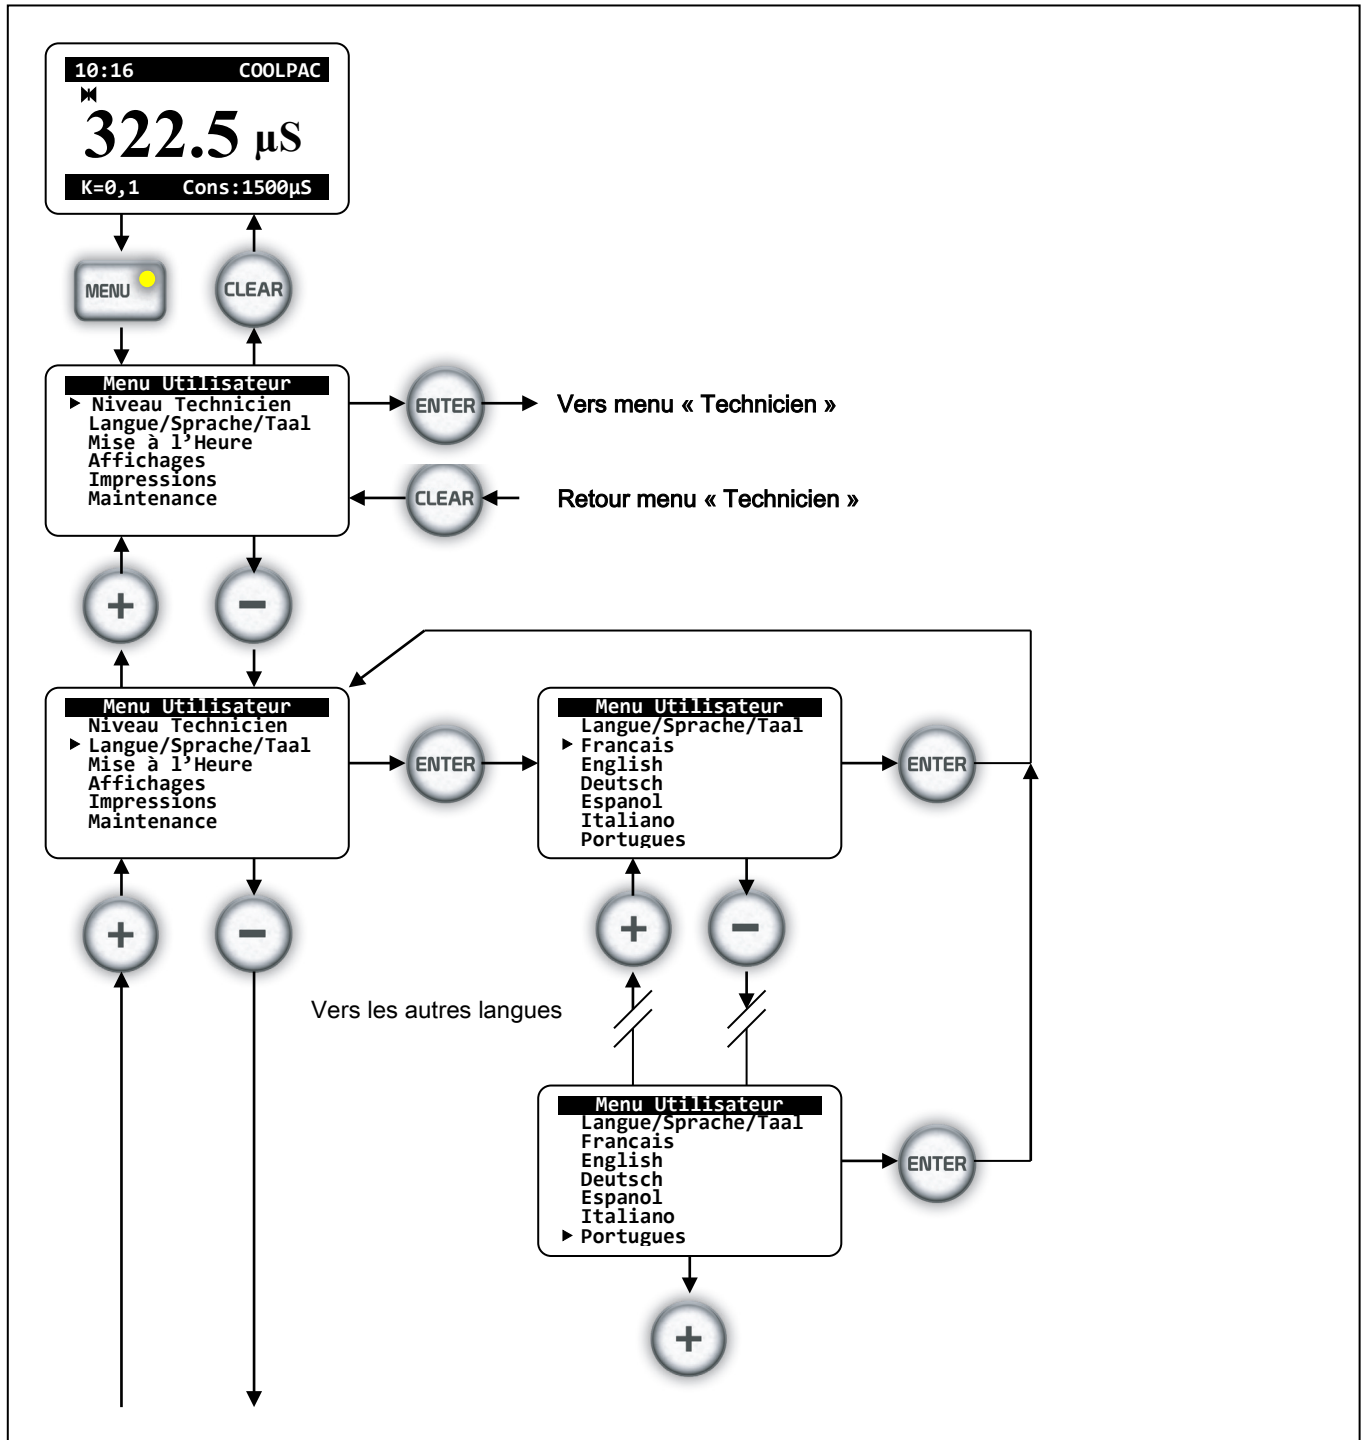 10:16 COOLPAC
322.5 µS
K=0,1 Cons:1500µS
MENU
CLEAR
Menu Utilisateur
Niveau Technicien
Langue/Sprache/Taal
Mise à l’Heure
Affichages
Impressions
Maintenance
ENTER
Vers menu « Technicien »
CLEAR
Retour menu « Technicien »
+
−
Menu Utilisateur
Niveau Technicien
Langue/Sprache/Taal
Mise à l’Heure
Affichages
Impressions
Maintenance
ENTER
Menu Utilisateur
Langue/Sprache/Taal
Francais
English
Deutsch
Espanol
Italiano
Portugues
ENTER
+
−
+
−
Vers les autres langues
Menu Utilisateur
Langue/Sprache/Taal
Francais
English
Deutsch
Espanol
Italiano
Portugues
ENTER
+